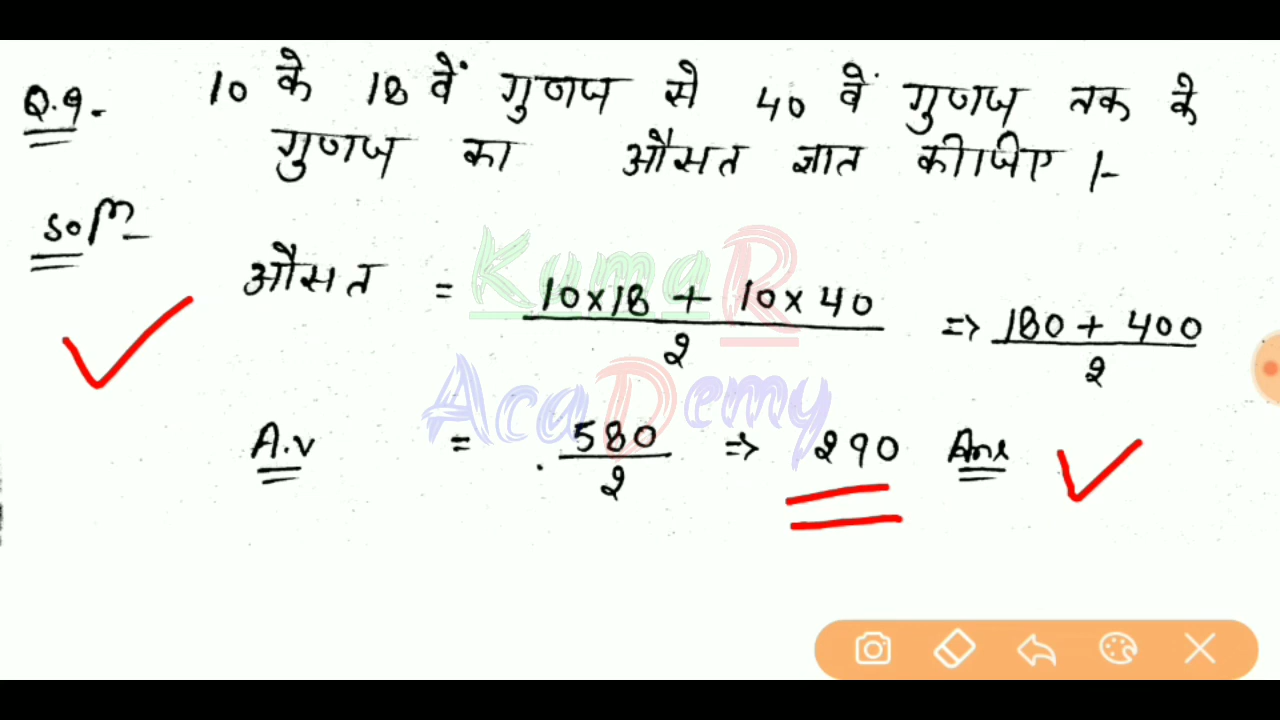 Q.9- 10 के 18 वें गुणज से 40 वें गुणज तक के
गुणज का औसत ज्ञात कीजिए।-
Soln-
औसत = 10×18 + 10×40 / 2 => 180 + 400 / 2
KumaR
AcaDemy
A.v = 580 / 2 => 290 Ans